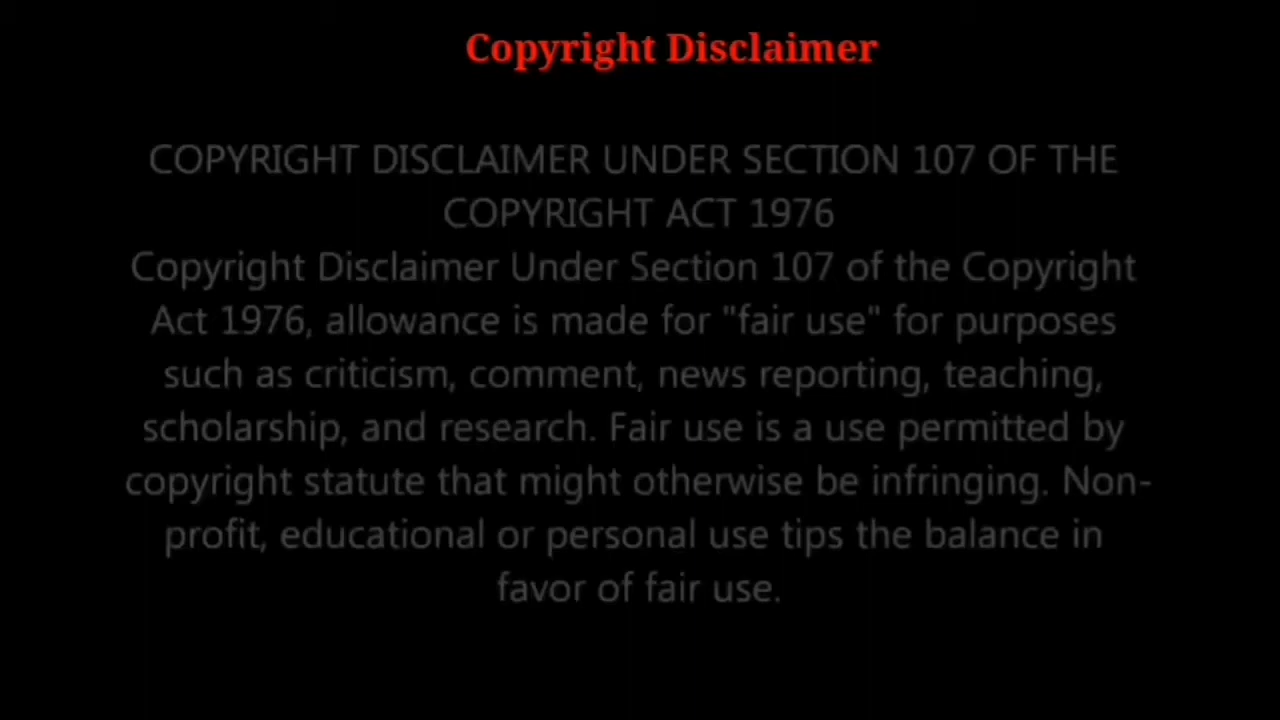 Copyright Disclaimer
COPYRIGHT DISCLAIMER UNDER SECTION 107 OF THE
COPYRIGHT ACT 1976
Copyright Disclaimer Under Section 107 of the Copyright
Act 1976, allowance is made for "fair use" for purposes
such as criticism, comment, news reporting, teaching,
scholarship, and research. Fair use is a use permitted by
copyright statute that might otherwise be infringing. Non-
profit, educational or personal use tips the balance in
favor of fair use.